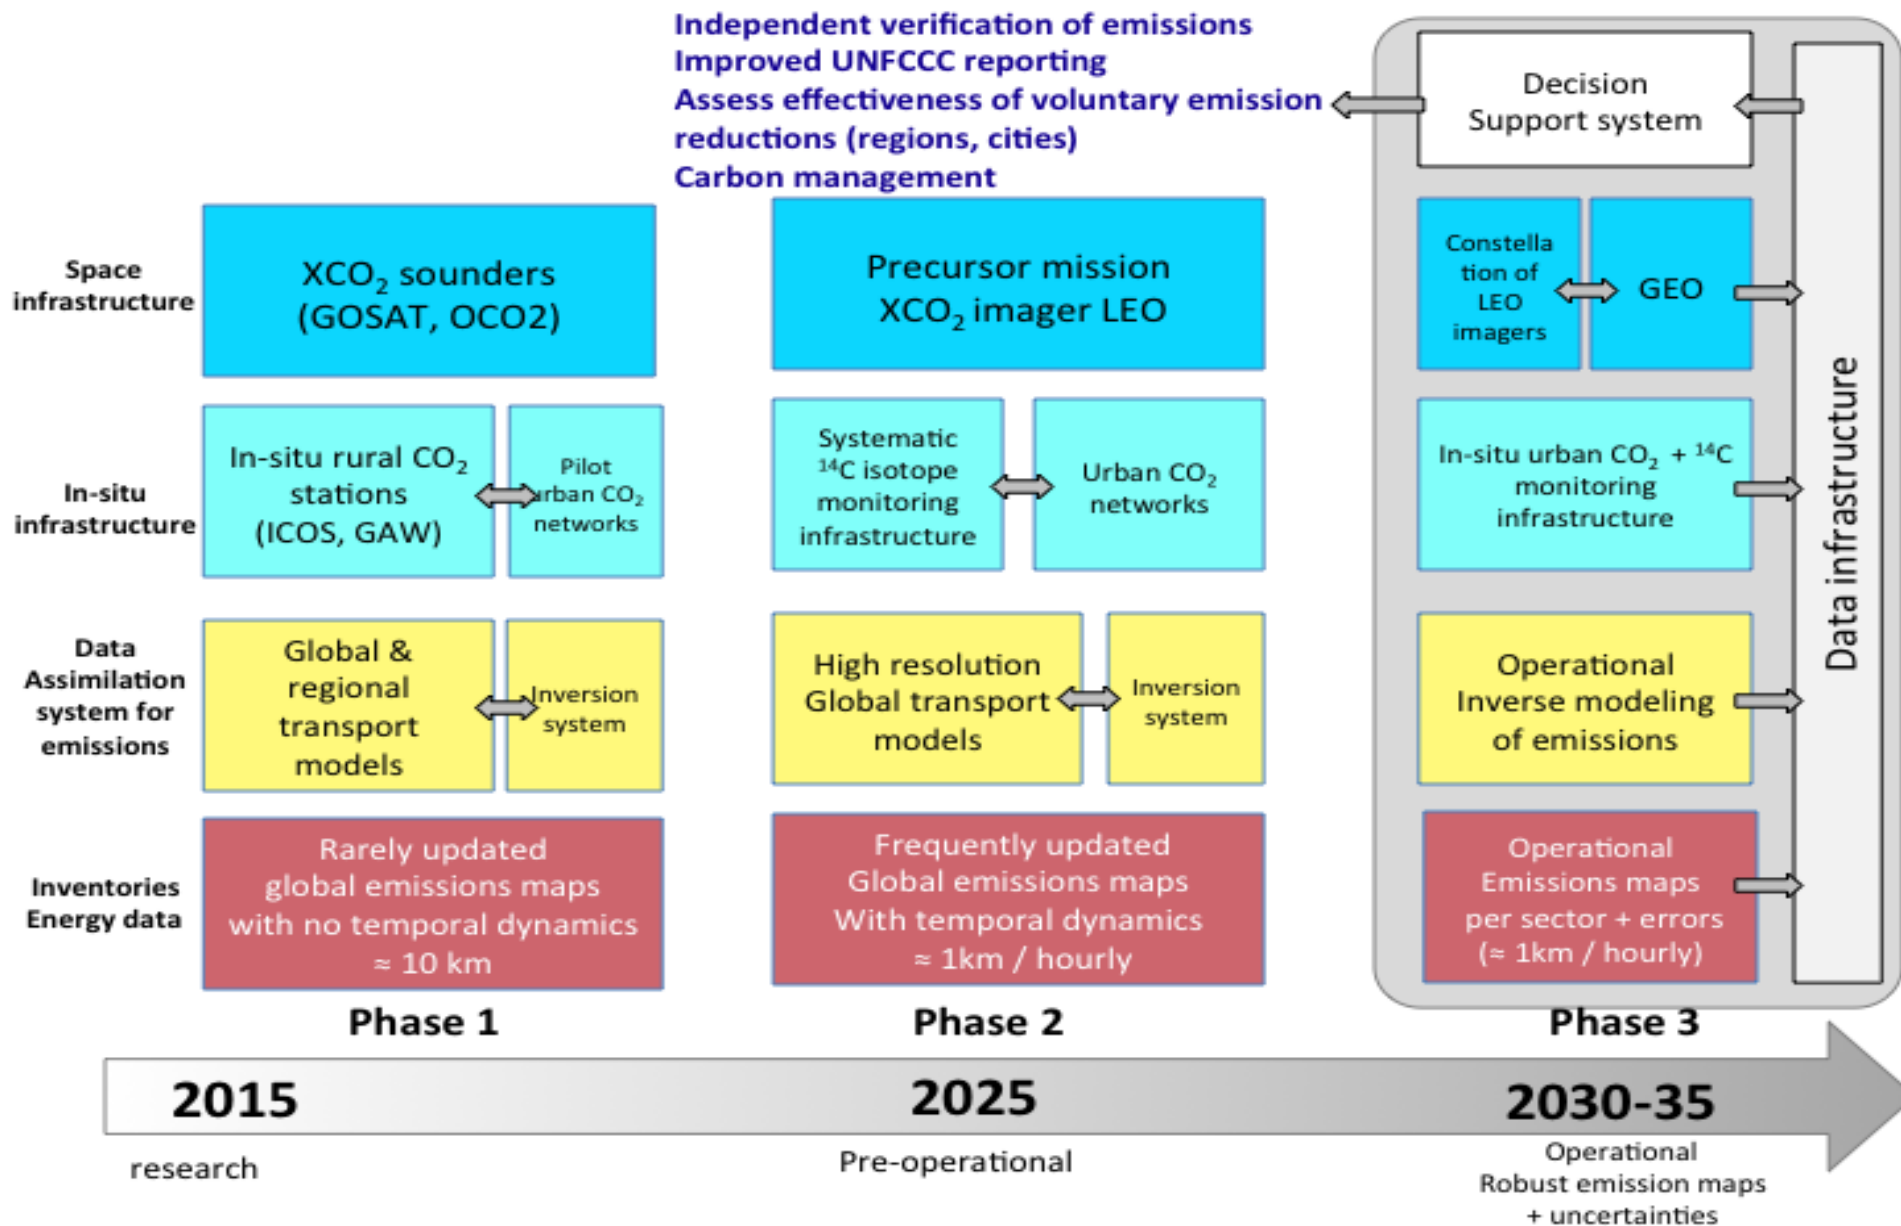 Independent verification of emissions
Improved UNFCCC reporting
Assess effectiveness of voluntary emission
reductions (regions, cities)
Carbon management
Decision
Support system
Space
infrastructure
XCO₂ sounders
(GOSAT, OCO2)
Precursor mission
XCO₂ imager LEO
Constella
tion of
LEO
imagers
GEO
In-situ
infrastructure
In-situ rural CO₂
stations
(ICOS, GAW)
Pilot
urban CO₂
networks
Systematic
¹⁴C isotope
monitoring
infrastructure
Urban CO₂
networks
In-situ urban CO₂ + ¹⁴C
monitoring
infrastructure
Data infrastructure
Data
Assimilation
system for
emissions
Global &
regional
transport
models
Inversion
system
High resolution
Global transport
models
Inversion
system
Operational
Inverse modeling
of emissions
Inventories
Energy data
Rarely updated
global emissions maps
with no temporal dynamics
≈ 10 km
Frequently updated
Global emissions maps
With temporal dynamics
≈ 1km / hourly
Operational
Emissions maps
per sector + errors
(≈ 1km / hourly)
Phase 1
Phase 2
Phase 3
2015
2025
2030-35
research
Pre-operational
Operational
Robust emission maps
+ uncertainties